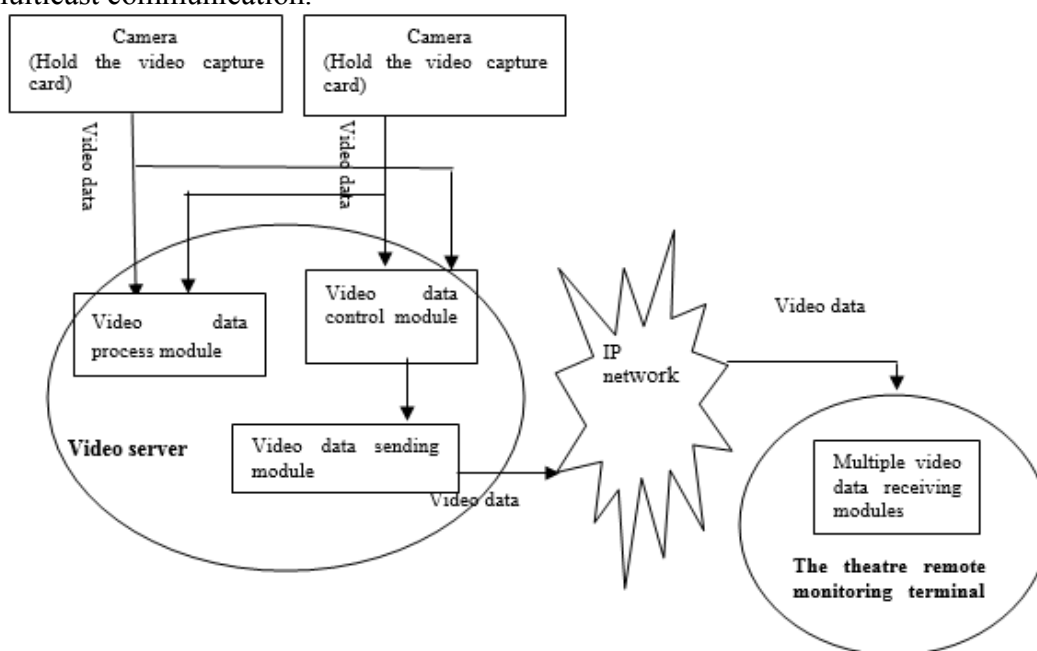 multicast communication.
Camera
(Hold the video capture
card)
Camera
(Hold the video capture
card)
Video data
Video data
Video data
process module
Video data
control module
Video server
Video data sending
module
Video data
IP
network
Video data
Multiple video
data receiving
modules
The theatre remote
monitoring terminal